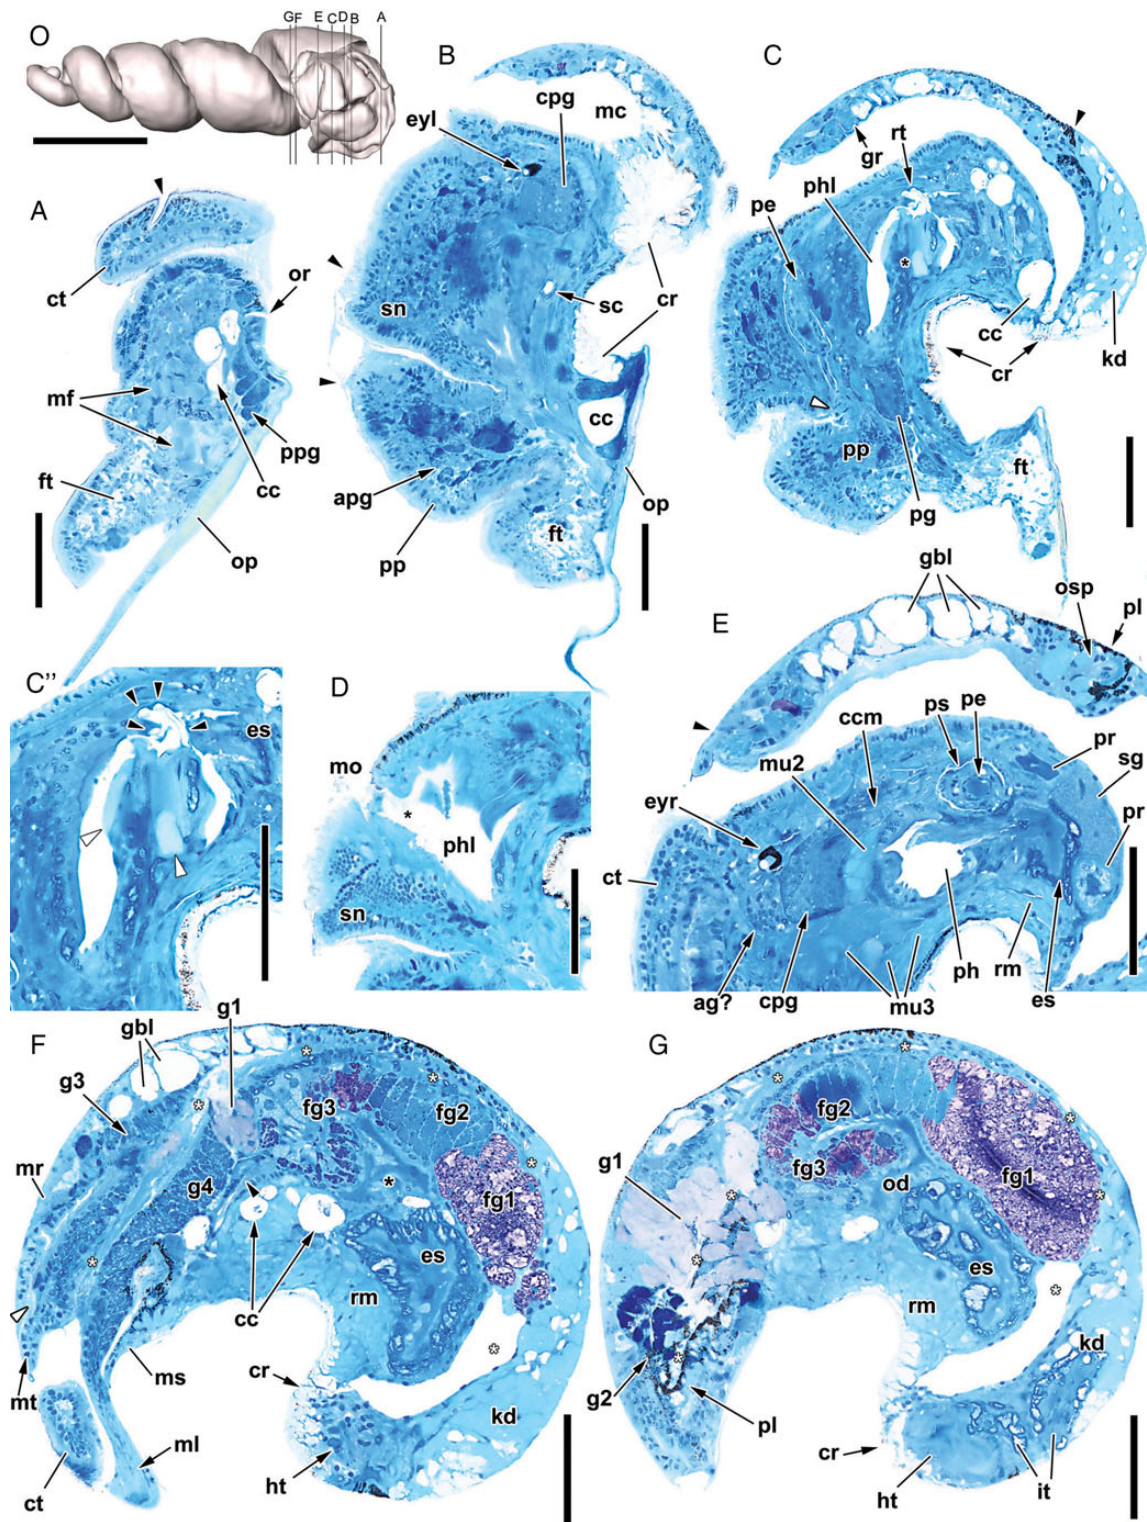 O
G F E C D B A
B
mc
cpg
eyl
sn
sc
cr
cc
apg
pp
ft
op
C
gr
rt
phl
pe
*
cc
kd
cr
pp
pg
ft
A
ct
or
mf
ft
ppg
cc
op
C''
es
D
mo
*
phl
sn
E
gbl
osp
pl
ccm
ps
pe
mu2
pr
sg
eyr
pr
ct
ag?
cpg
mu3
ph
rm
es
F
gbl
g1
g3
*
*
*
fg3
fg2
mr
g4
*
*
fg1
*
es
cc
rm
*
mt
ms
cr
kd
ct
ml
ht
G
*
*
fg2
*
g1
fg3
od
fg1
*
*
*
es
rm
*
*
kd
g2
pl
cr
ht
it